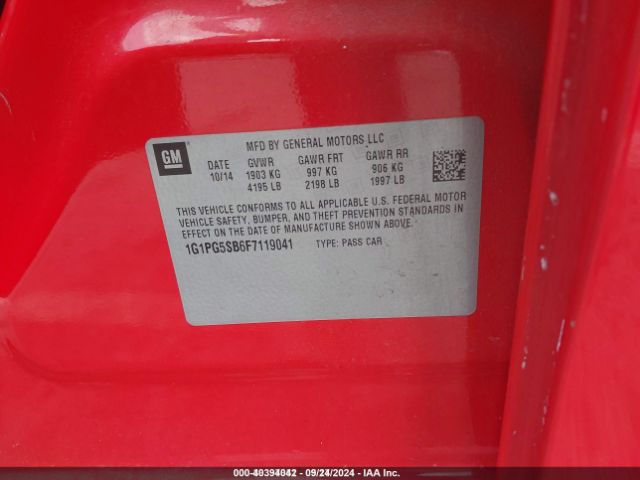 GM
MFD BY GENERAL MOTORS LLC
DATE GVWR GAWR FRT GAWR RR
10/14 1903 KG 997 KG 906 KG
4195 LB 2198 LB 1997 LB
THIS VEHICLE CONFORMS TO ALL APPLICABLE U.S. FEDERAL MOTOR
VEHICLE SAFETY, BUMPER, AND THEFT PREVENTION STANDARDS IN
EFFECT ON THE DATE OF MANUFACTURE SHOWN ABOVE.
1G1PG5SB6F7119041 TYPE: PASS CAR
09/24/2024 - IAA Inc.